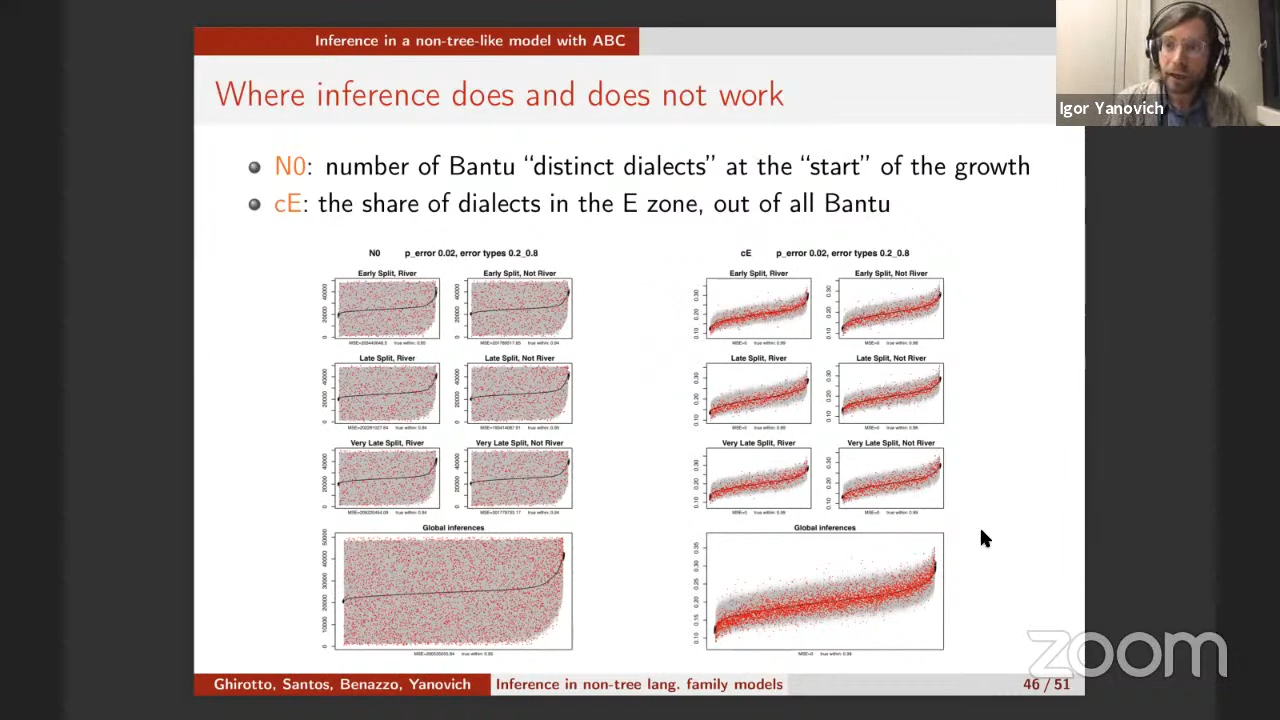 Inference in a non-tree-like model with ABC
Where inference does and does not work
Igor Yanovich
N0: number of Bantu “distinct dialects” at the “start” of the growth
cE: the share of dialects in the E zone, out of all Bantu
N0 p_error 0.02, error types 0.2_0.8
cE p_error 0.02, error types 0.2_0.8
Early Split, River
Early Split, Not River
Early Split, River
Early Split, Not River
Late Split, River
Late Split, Not River
Late Split, River
Late Split, Not River
Very Late Split, River
Very Late Split, Not River
Very Late Split, River
Very Late Split, Not River
Global inferences
Global inferences
zoom
Ghirotto, Santos, Benazzo, Yanovich
Inference in non-tree lang. family models
46 / 51